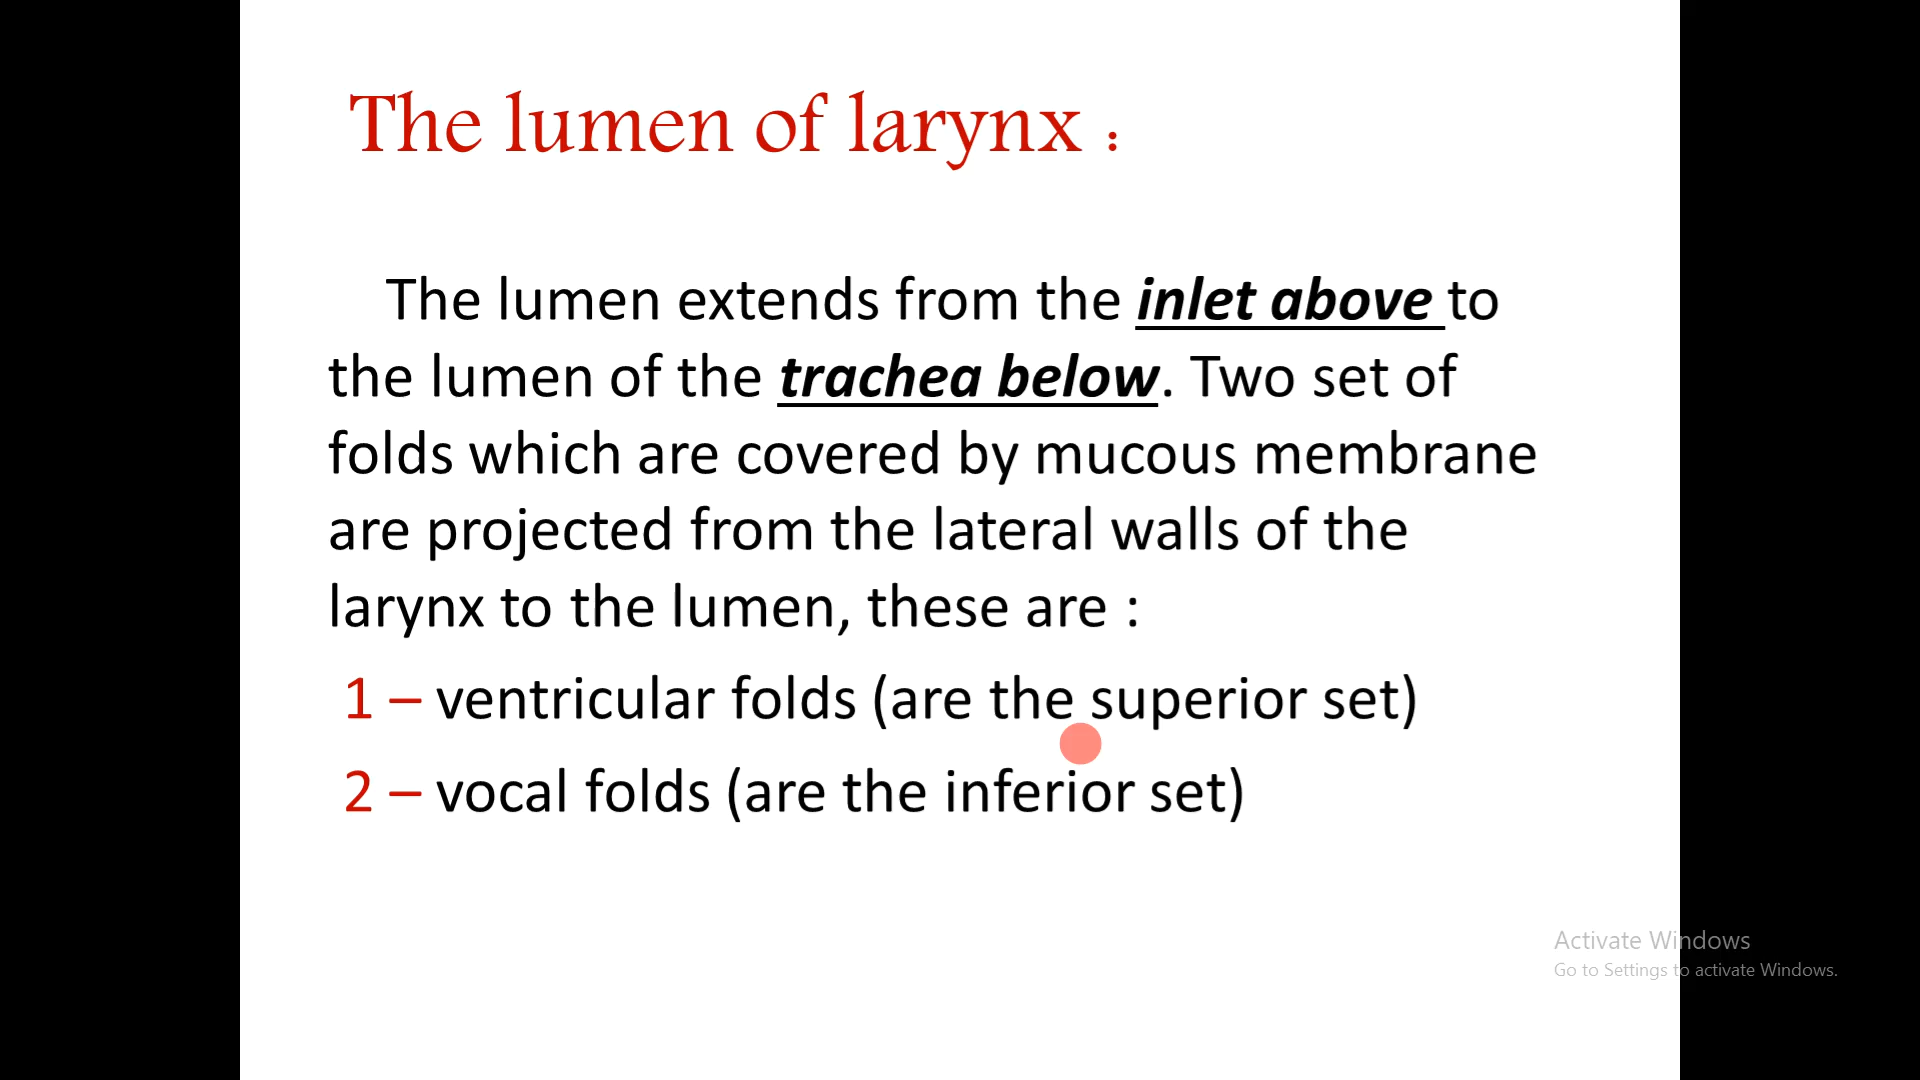 The lumen of larynx :
The lumen extends from the inlet above to
the lumen of the trachea below. Two set of
folds which are covered by mucous membrane
are projected from the lateral walls of the
larynx to the lumen, these are :
1 – ventricular folds (are the superior set)
2 – vocal folds (are the inferior set)
Activate Windows
Go to Settings to activate Windows.